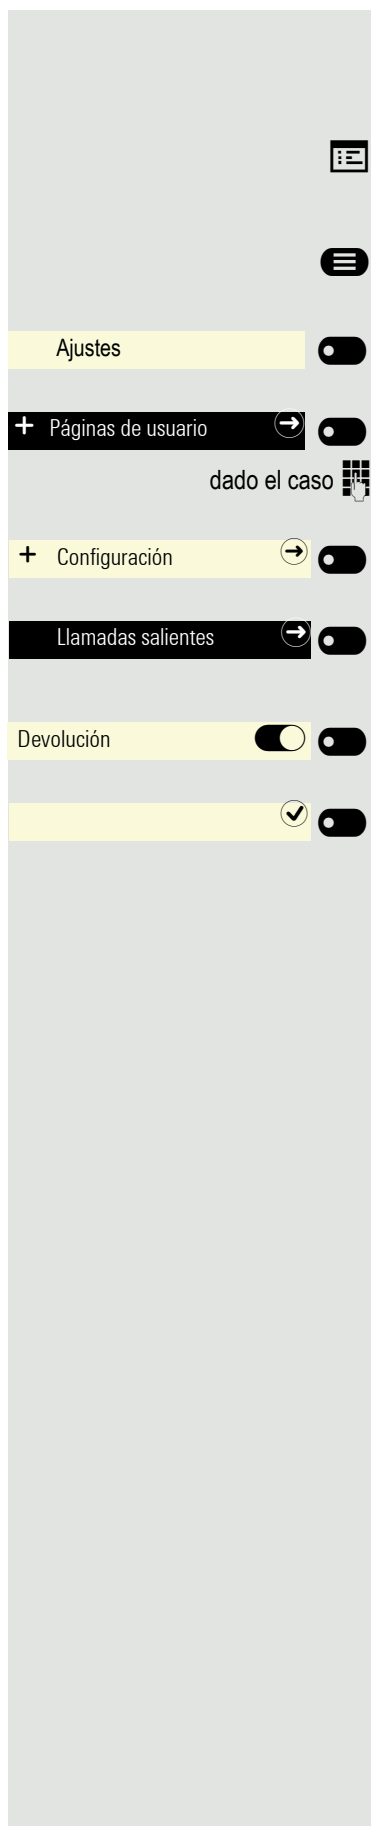 Ajustes
Páginas de usuario
dado el caso
Configuración
Llamadas salientes
Devolución